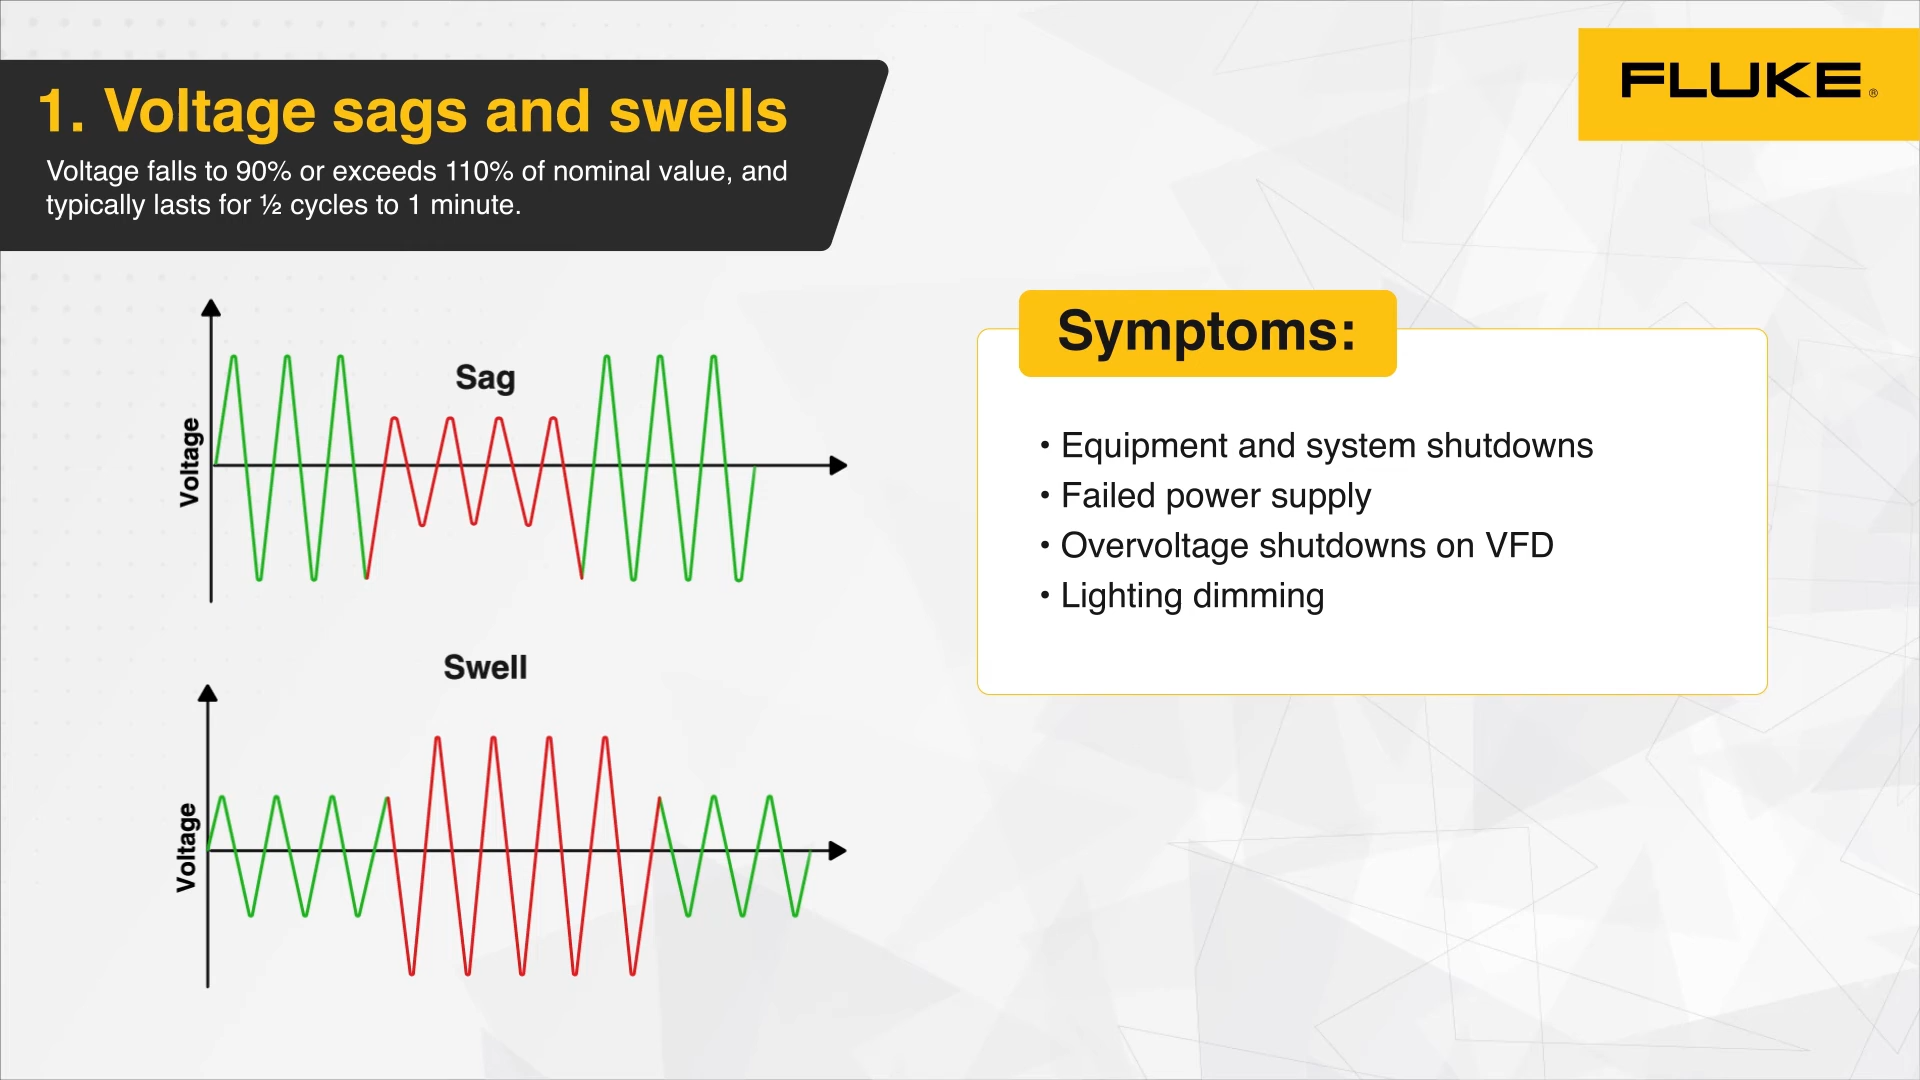 FLUKE®
1. Voltage sags and swells
Voltage falls to 90% or exceeds 110% of nominal value, and
typically lasts for ½ cycles to 1 minute.
Sag
Voltage
Swell
Voltage
Symptoms:
• Equipment and system shutdowns
• Failed power supply
• Overvoltage shutdowns on VFD
• Lighting dimming